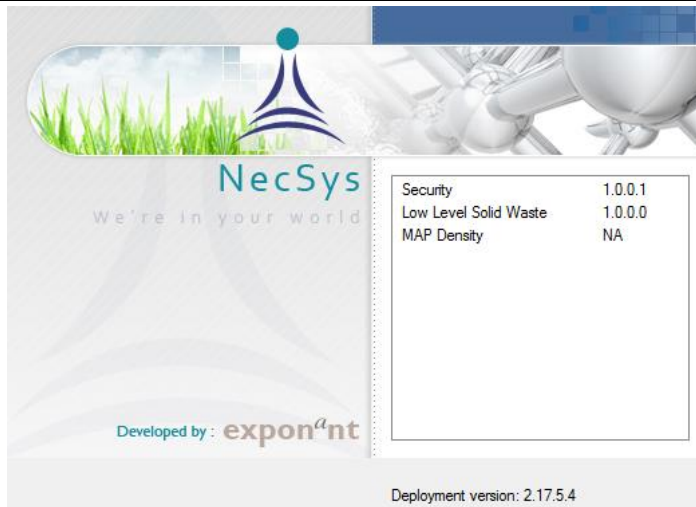 NecSys
We're in your world
Security 1.0.0.1
Low Level Solid Waste 1.0.0.0
MAP Density NA
Developed by : exponant
Deployment version: 2.17.5.4